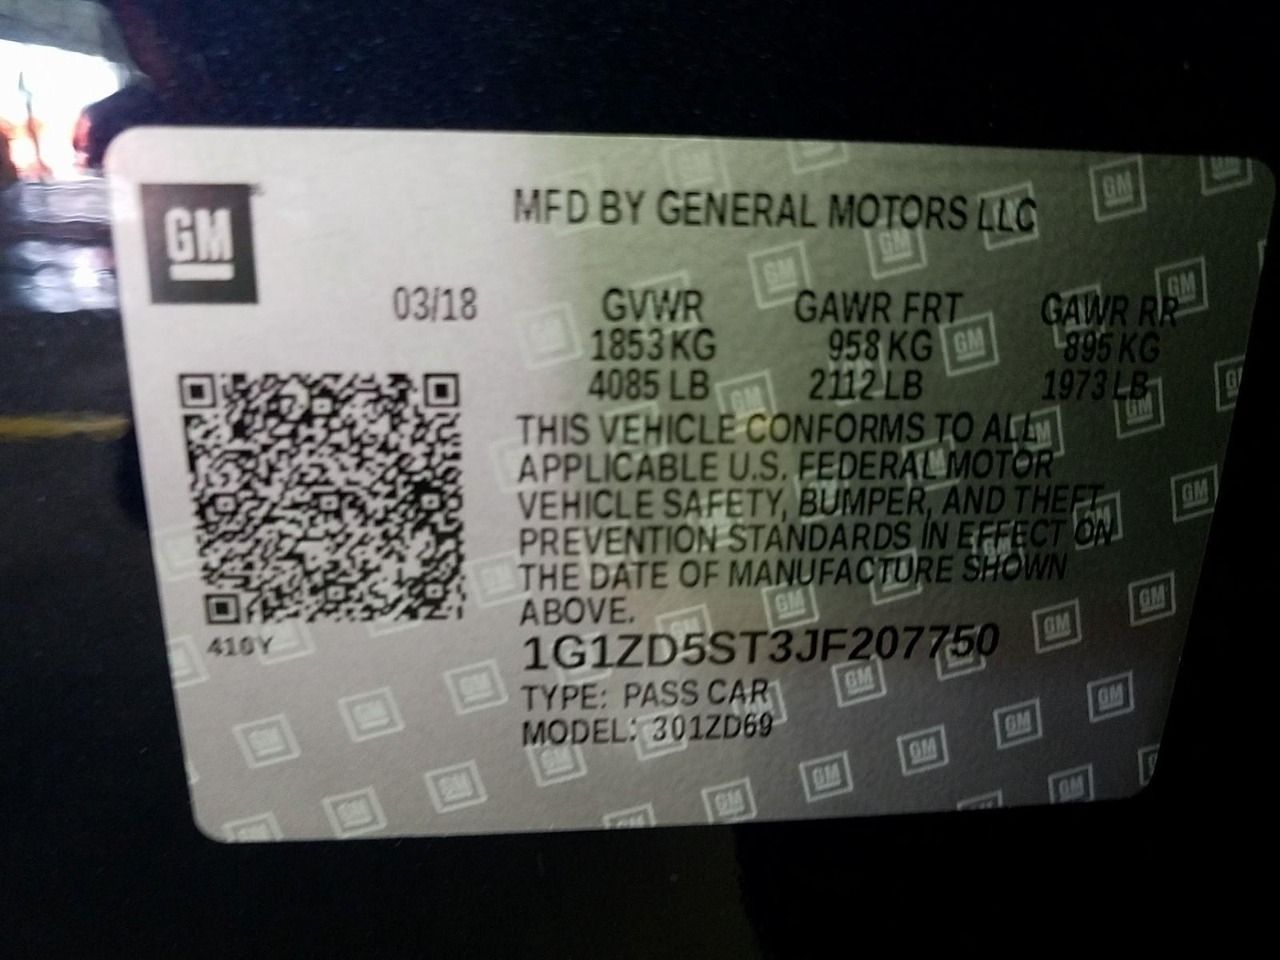 GM
MFD BY GENERAL MOTORS LLC
03/18
GVWR GAWR FRT GAWR RR
1853 KG 958 KG 895 KG
4085 LB 2112 LB 1973 LB
THIS VEHICLE CONFORMS TO ALL
APPLICABLE U.S. FEDERAL MOTOR
VEHICLE SAFETY, BUMPER, AND THEFT
PREVENTION STANDARDS IN EFFECT ON
THE DATE OF MANUFACTURE SHOWN
ABOVE.
410Y
1G1ZD5ST3JF207750
TYPE: PASS CAR
MODEL: 301ZD69